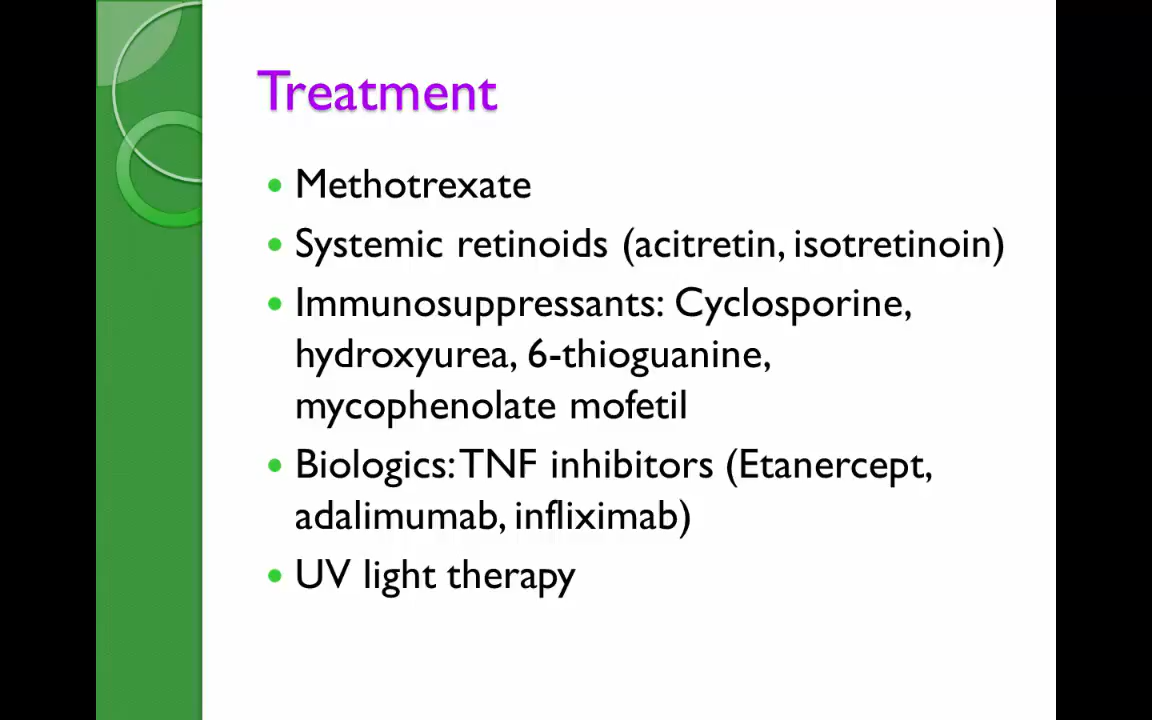 Treatment
• Methotrexate
• Systemic retinoids (acitretin, isotretinoin)
• Immunosuppressants: Cyclosporine,
hydroxyurea, 6-thioguanine,
mycophenolate mofetil
• Biologics: TNF inhibitors (Etanercept,
adalimumab, infliximab)
• UV light therapy